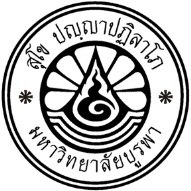 สุโข ปญฺญาปฏิลาโภ
มหาวิทยาลัยบูรพา